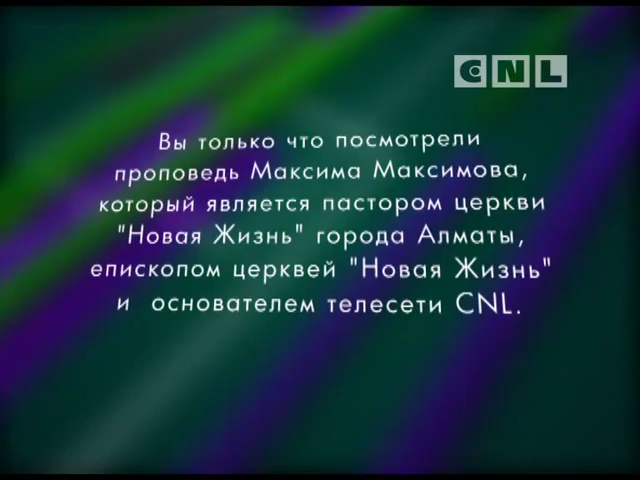 CNL
Вы только что посмотрели
проповедь Максима Максимова,
который является пастором церкви
"Новая Жизнь" города Алматы,
епископом церквей "Новая Жизнь"
и основателем телесети CNL.